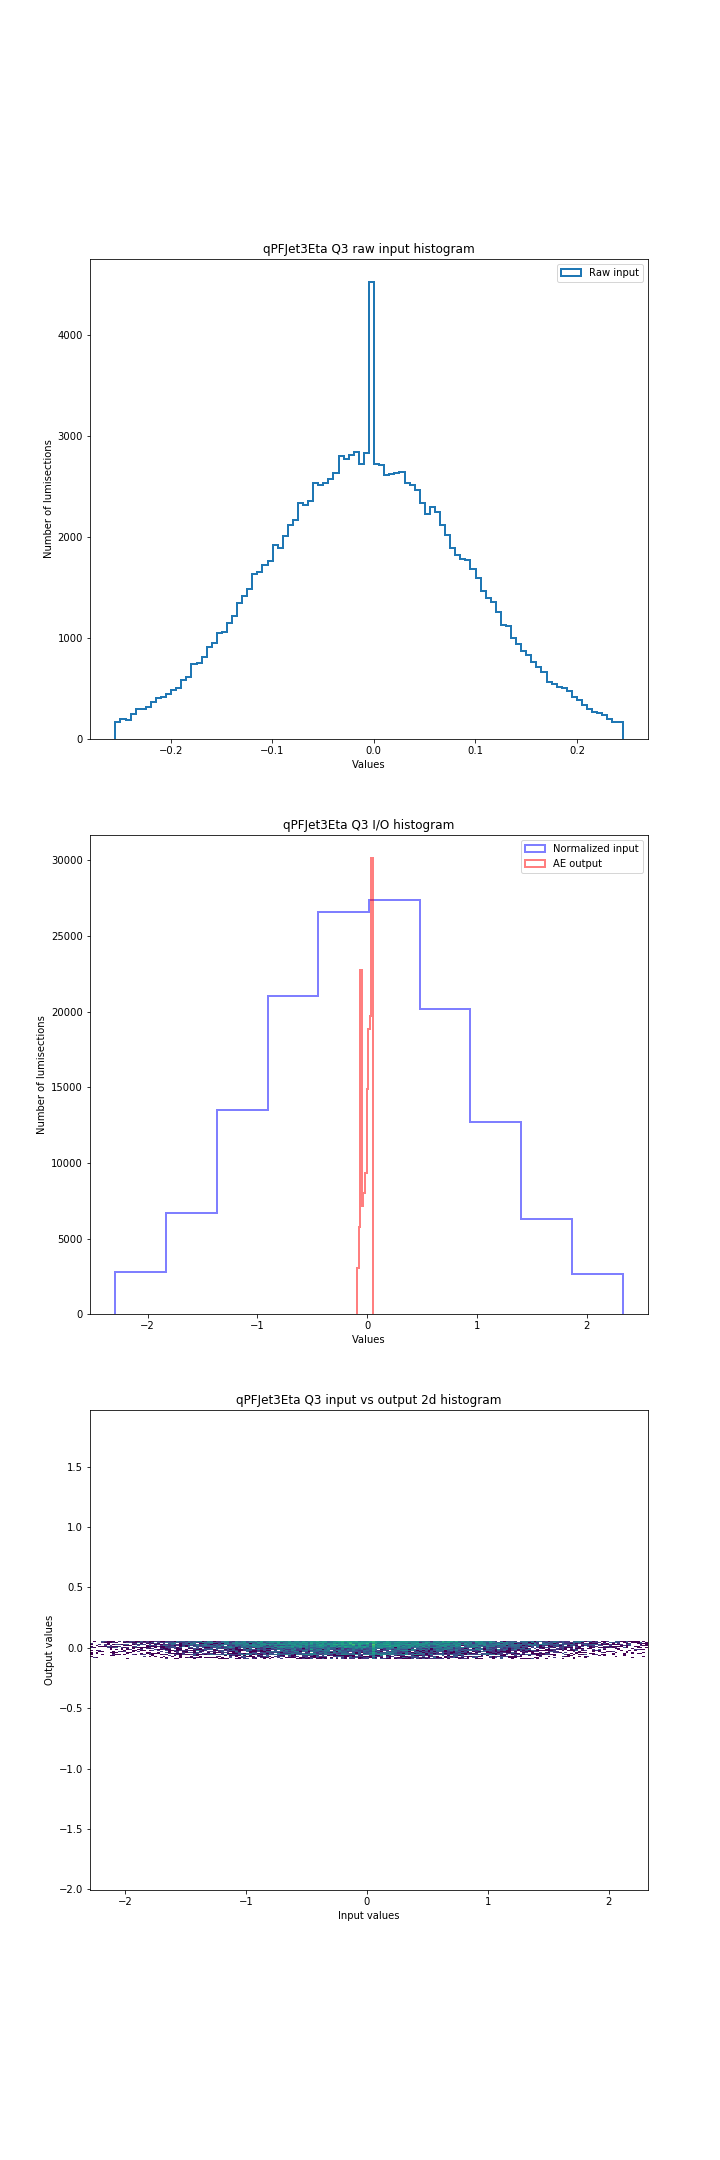 qPFJet3Eta Q3 raw input histogram
Raw input
Number of lumisections
4000
3000
2000
1000
0
−0.2
−0.1
0.0
0.1
0.2
Values
qPFJet3Eta Q3 I/O histogram
Normalized input
AE output
Number of lumisections
30000
25000
20000
15000
10000
5000
0
−2
−1
0
1
2
Values
qPFJet3Eta Q3 input vs output 2d histogram
Output values
1.5
1.0
0.5
0.0
−0.5
−1.0
−1.5
−2.0
−2
−1
0
1
2
Input values